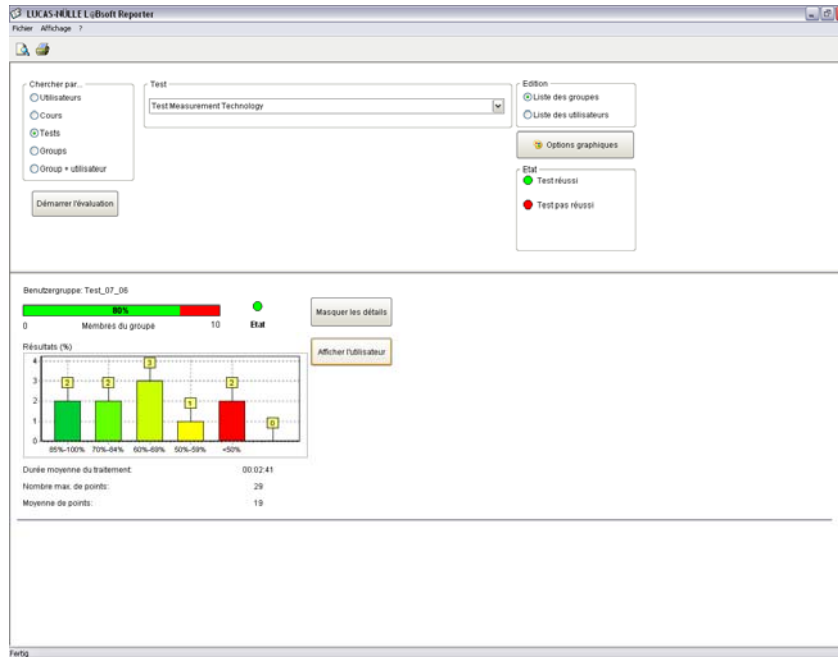 LUCAS-NÜLLE L@Bsoft Reporter
Fichier Affichage ?
Chercher par...
Utilisateurs
Cours
Tests
Groups
Group + utilisateur
Démarrer l'évaluation
Test
Test Measurement Technology
Edition
Liste des groupes
Liste des utilisateurs
Options graphiques
Etat
Test réussi
Test pas réussi
Benutzergruppe: Test_07_06
80%
0 Membres du groupe 10 Etat
Masquer les détails
Afficher l'utilisateur
Résultats (%)
4
3
2
1
0
2 2 3 1 2 0
85%-100% 70%-84% 60%-69% 50%-59% <50%
Durée moyenne du traitement: 00:02:41
Nombre max. de points: 29
Moyenne de points: 19
Fertig